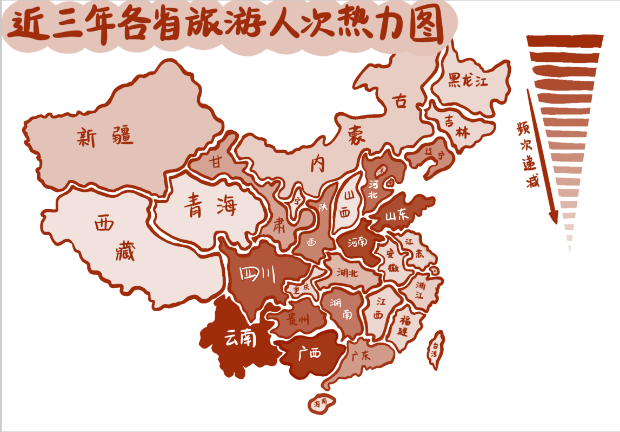 近三年各省旅游人次热力图
黑龙江
吉林
辽宁
内蒙古
新疆
甘肃
宁
青海
西藏
陕西
山西
河北
山东
河南
江苏
安徽
四川
重庆
湖北
浙江
湖南
江西
福建
贵州
云南
广西
广东
台湾
海南
频次递减